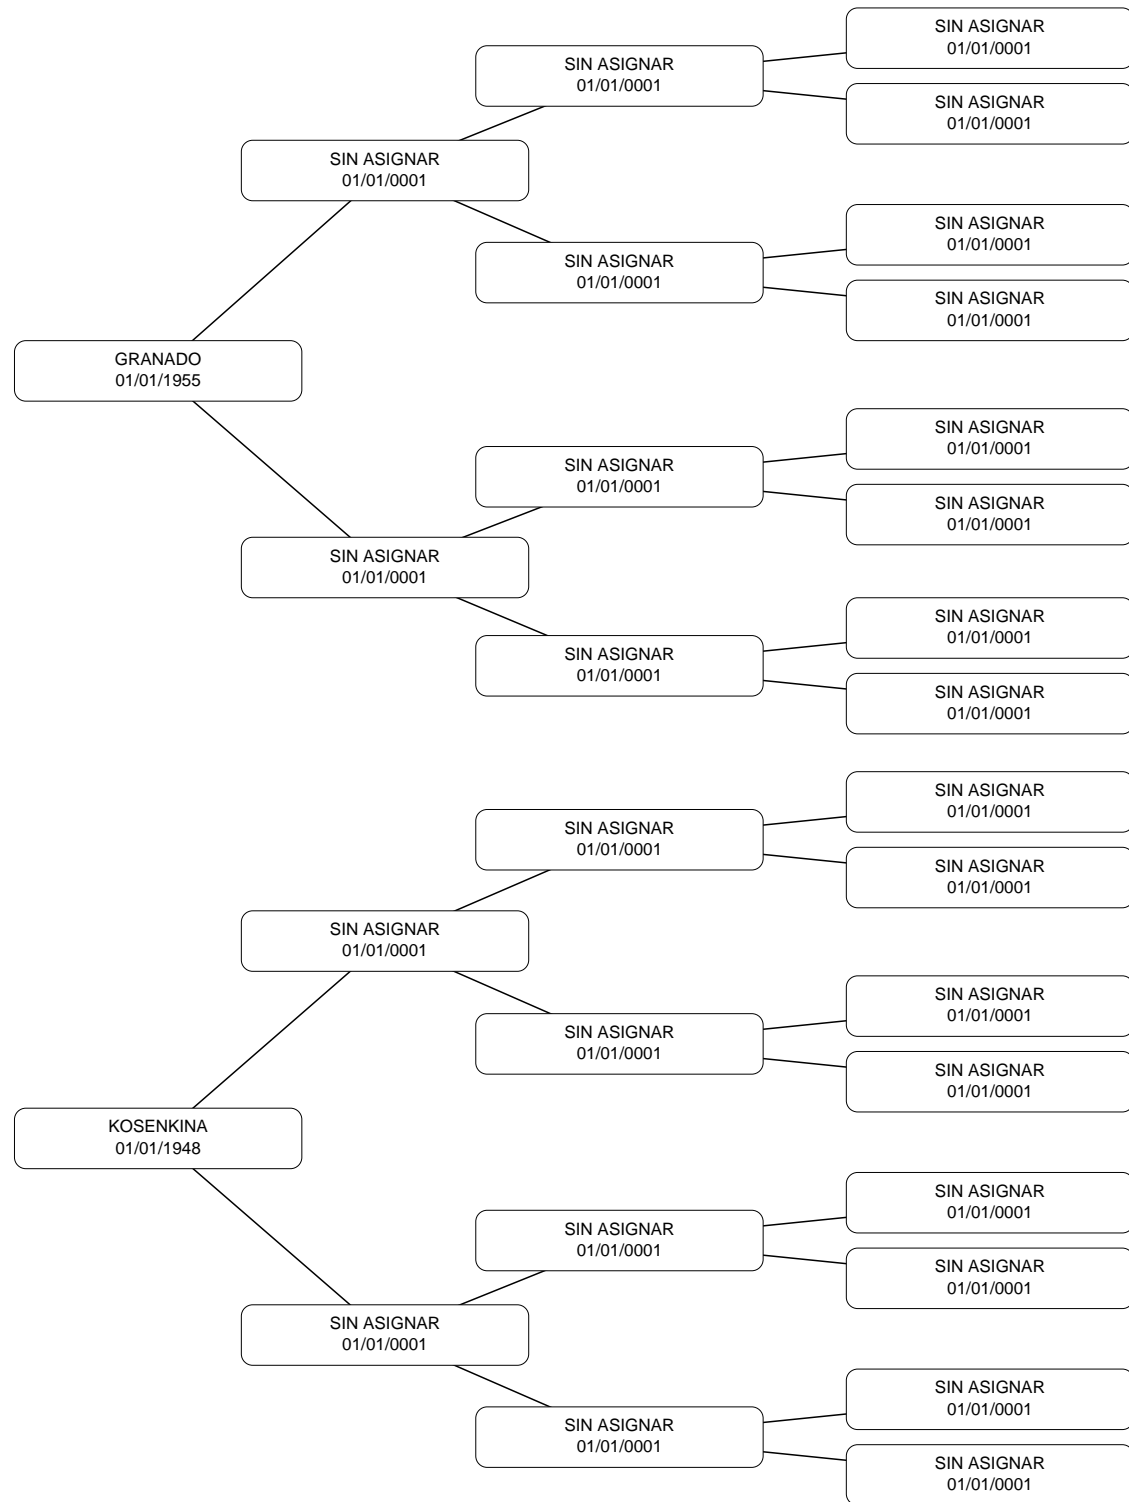 SIN ASIGNAR
01/01/0001
SIN ASIGNAR
01/01/0001
SIN ASIGNAR
01/01/0001
SIN ASIGNAR
01/01/0001
SIN ASIGNAR
01/01/0001
SIN ASIGNAR
01/01/0001
SIN ASIGNAR
01/01/0001
GRANADO
01/01/1955
SIN ASIGNAR
01/01/0001
SIN ASIGNAR
01/01/0001
SIN ASIGNAR
01/01/0001
SIN ASIGNAR
01/01/0001
SIN ASIGNAR
01/01/0001
SIN ASIGNAR
01/01/0001
SIN ASIGNAR
01/01/0001
SIN ASIGNAR
01/01/0001
SIN ASIGNAR
01/01/0001
SIN ASIGNAR
01/01/0001
SIN ASIGNAR
01/01/0001
SIN ASIGNAR
01/01/0001
SIN ASIGNAR
01/01/0001
SIN ASIGNAR
01/01/0001
KOSENKINA
01/01/1948
SIN ASIGNAR
01/01/0001
SIN ASIGNAR
01/01/0001
SIN ASIGNAR
01/01/0001
SIN ASIGNAR
01/01/0001
SIN ASIGNAR
01/01/0001
SIN ASIGNAR
01/01/0001
SIN ASIGNAR
01/01/0001